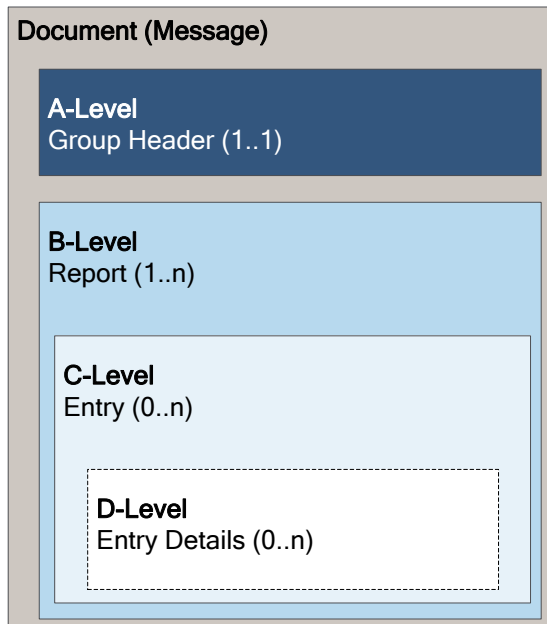 Document (Message)
A-Level
Group Header (1..1)
B-Level
Report (1..n)
C-Level
Entry (0..n)
D-Level
Entry Details (0..n)